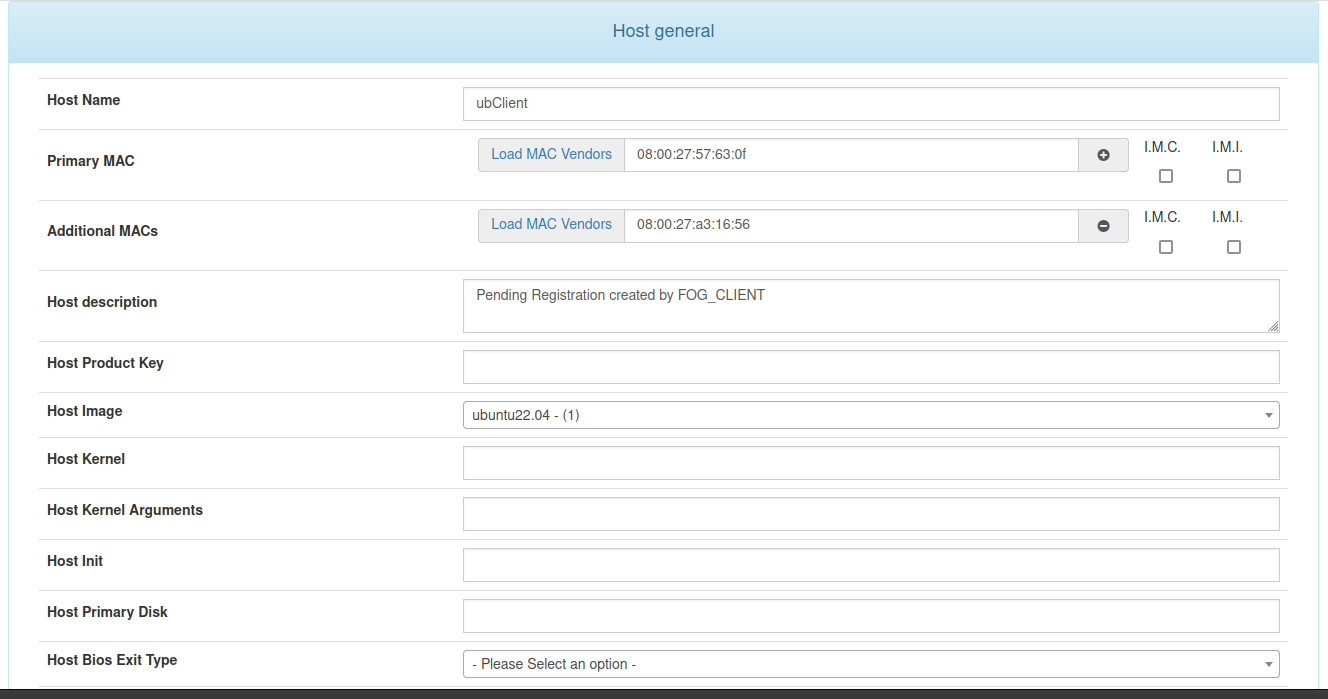 Host general
Host Name
ubClient
Primary MAC
Load MAC Vendors
08:00:27:57:63:0f
I.M.C.
I.M.I.
Additional MACs
Load MAC Vendors
08:00:27:a3:16:56
I.M.C.
I.M.I.
Host description
Pending Registration created by FOG_CLIENT
Host Product Key
Host Image
ubuntu22.04 - (1)
Host Kernel
Host Kernel Arguments
Host Init
Host Primary Disk
Host Bios Exit Type
- Please Select an option -